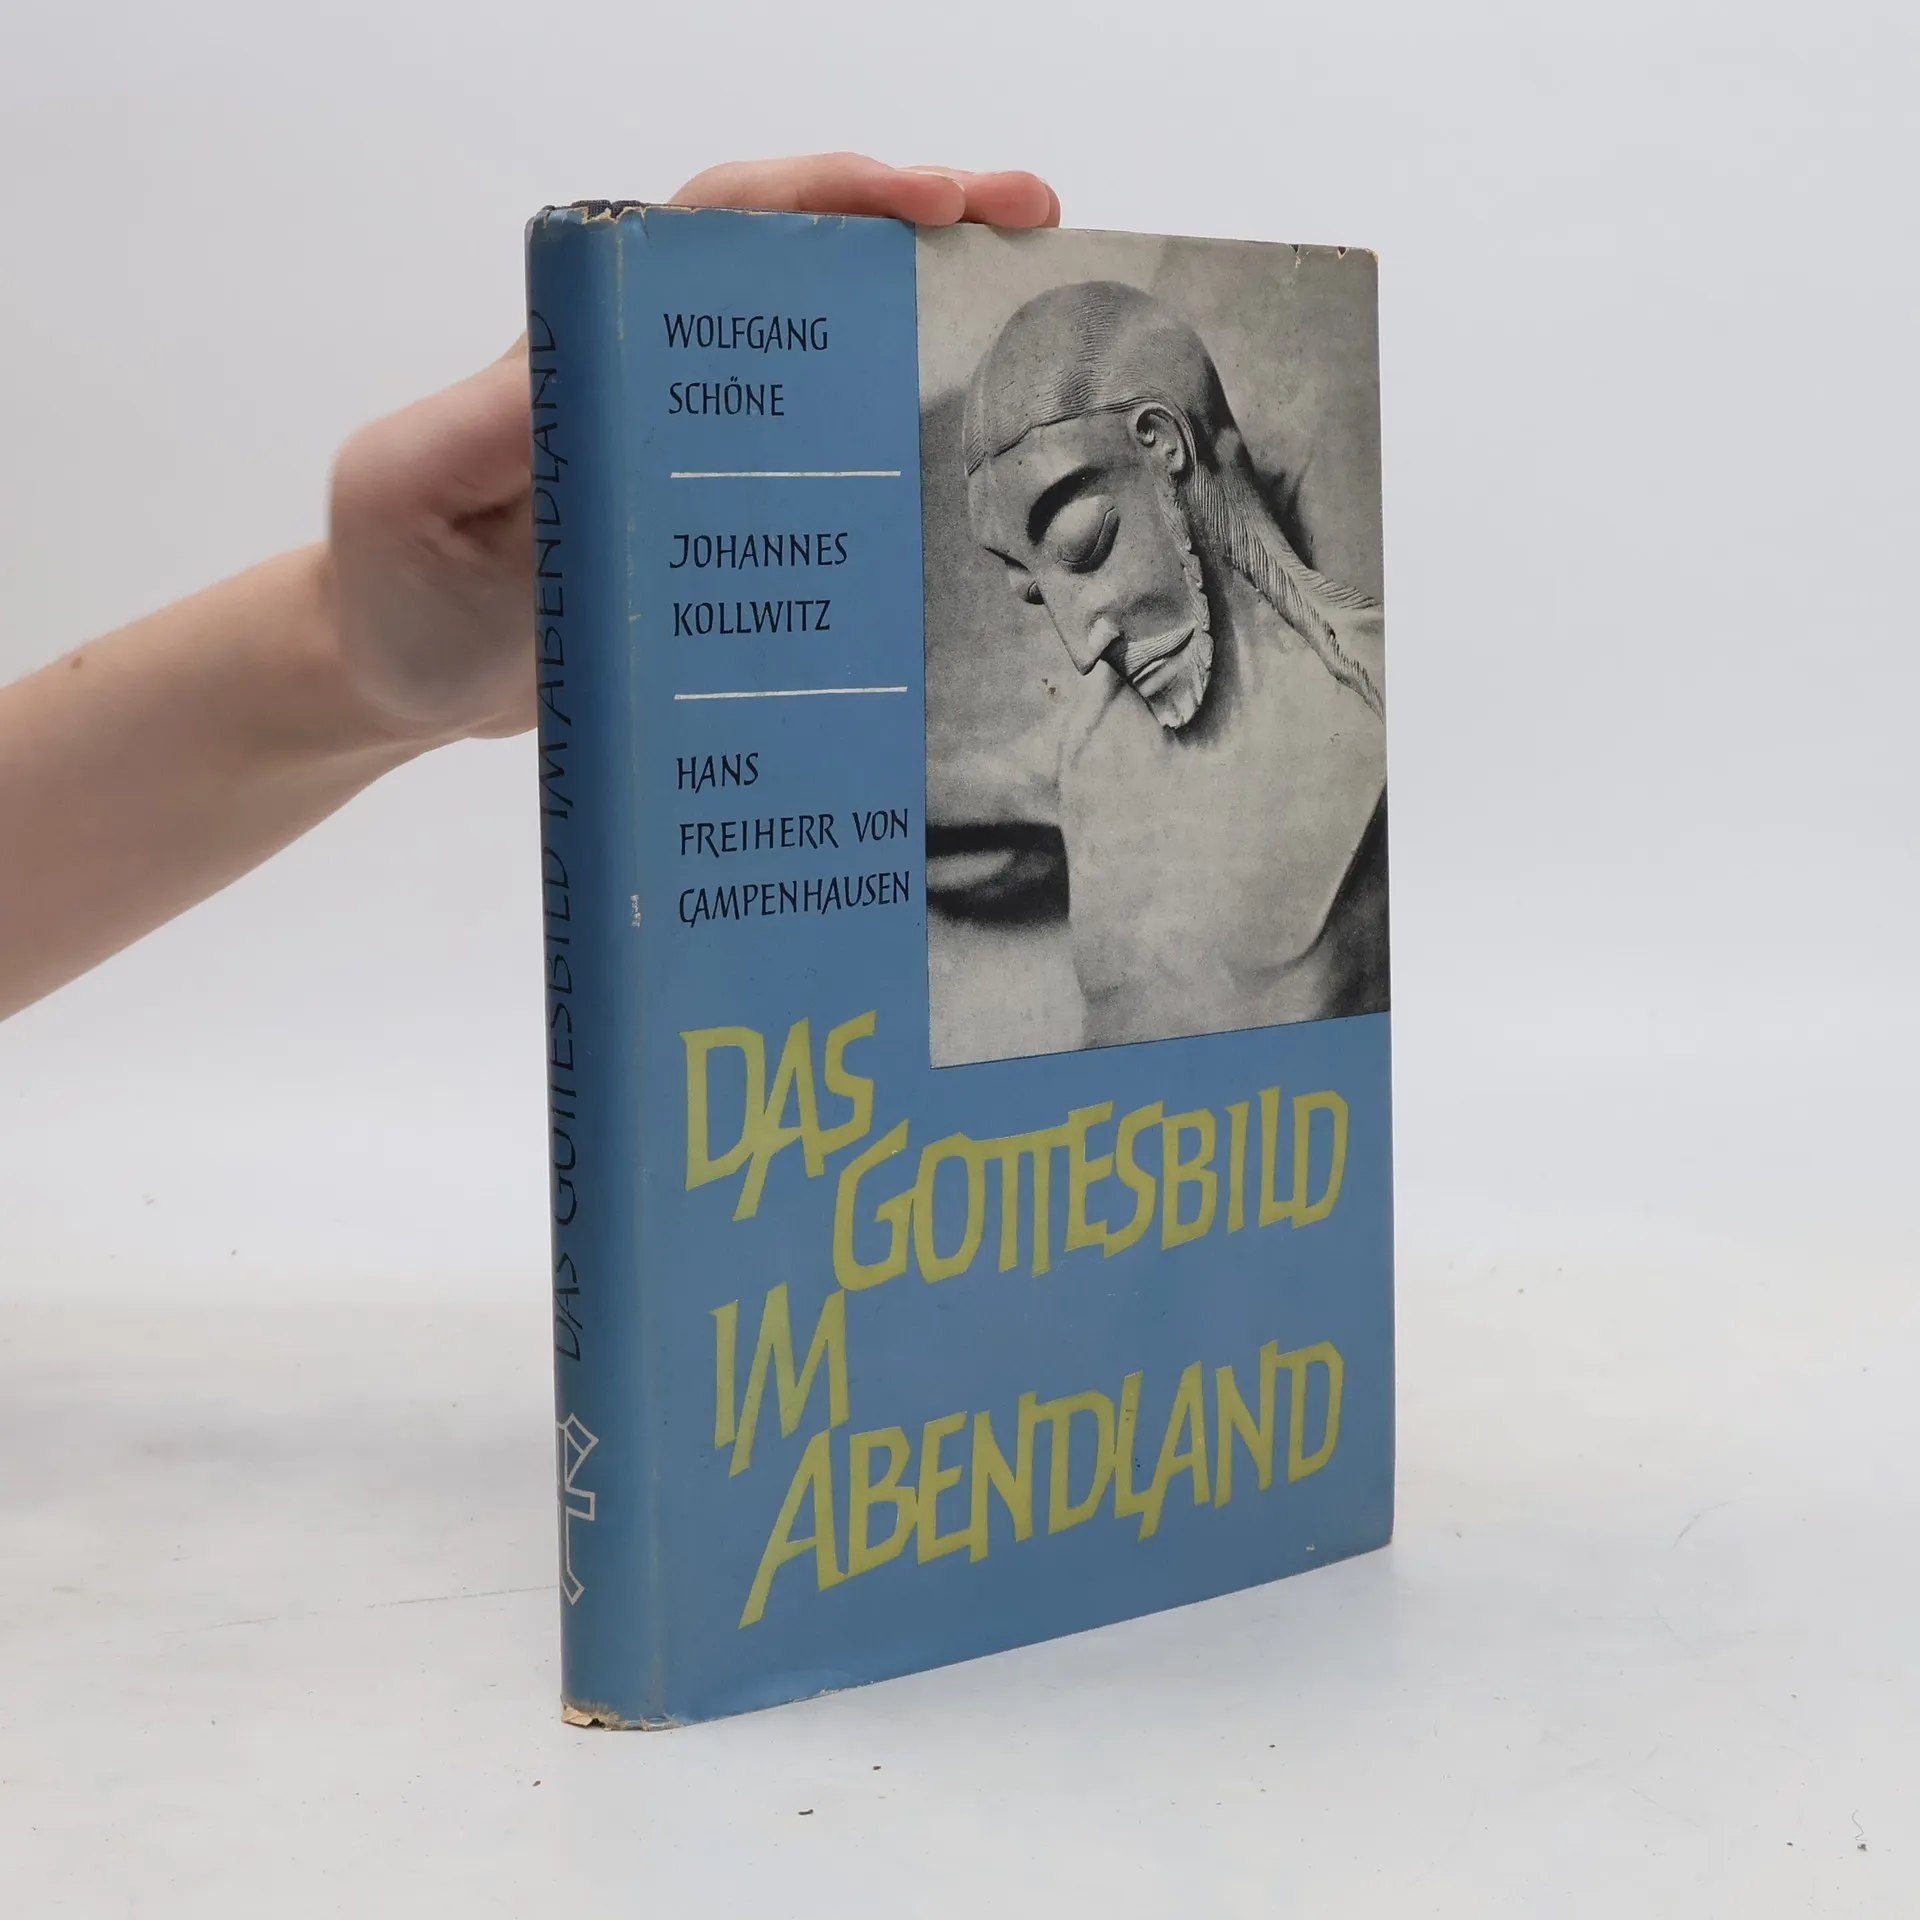 WOLFGANG
SCHÖNE
JOHANNES
KOLLWITZ
HANS
FREIHERR VON
CAMPENHAUSEN
DAS
GOTTESBILD
IM
ABENDLAND
DAS GOTTESBILD IM ABENDLAND